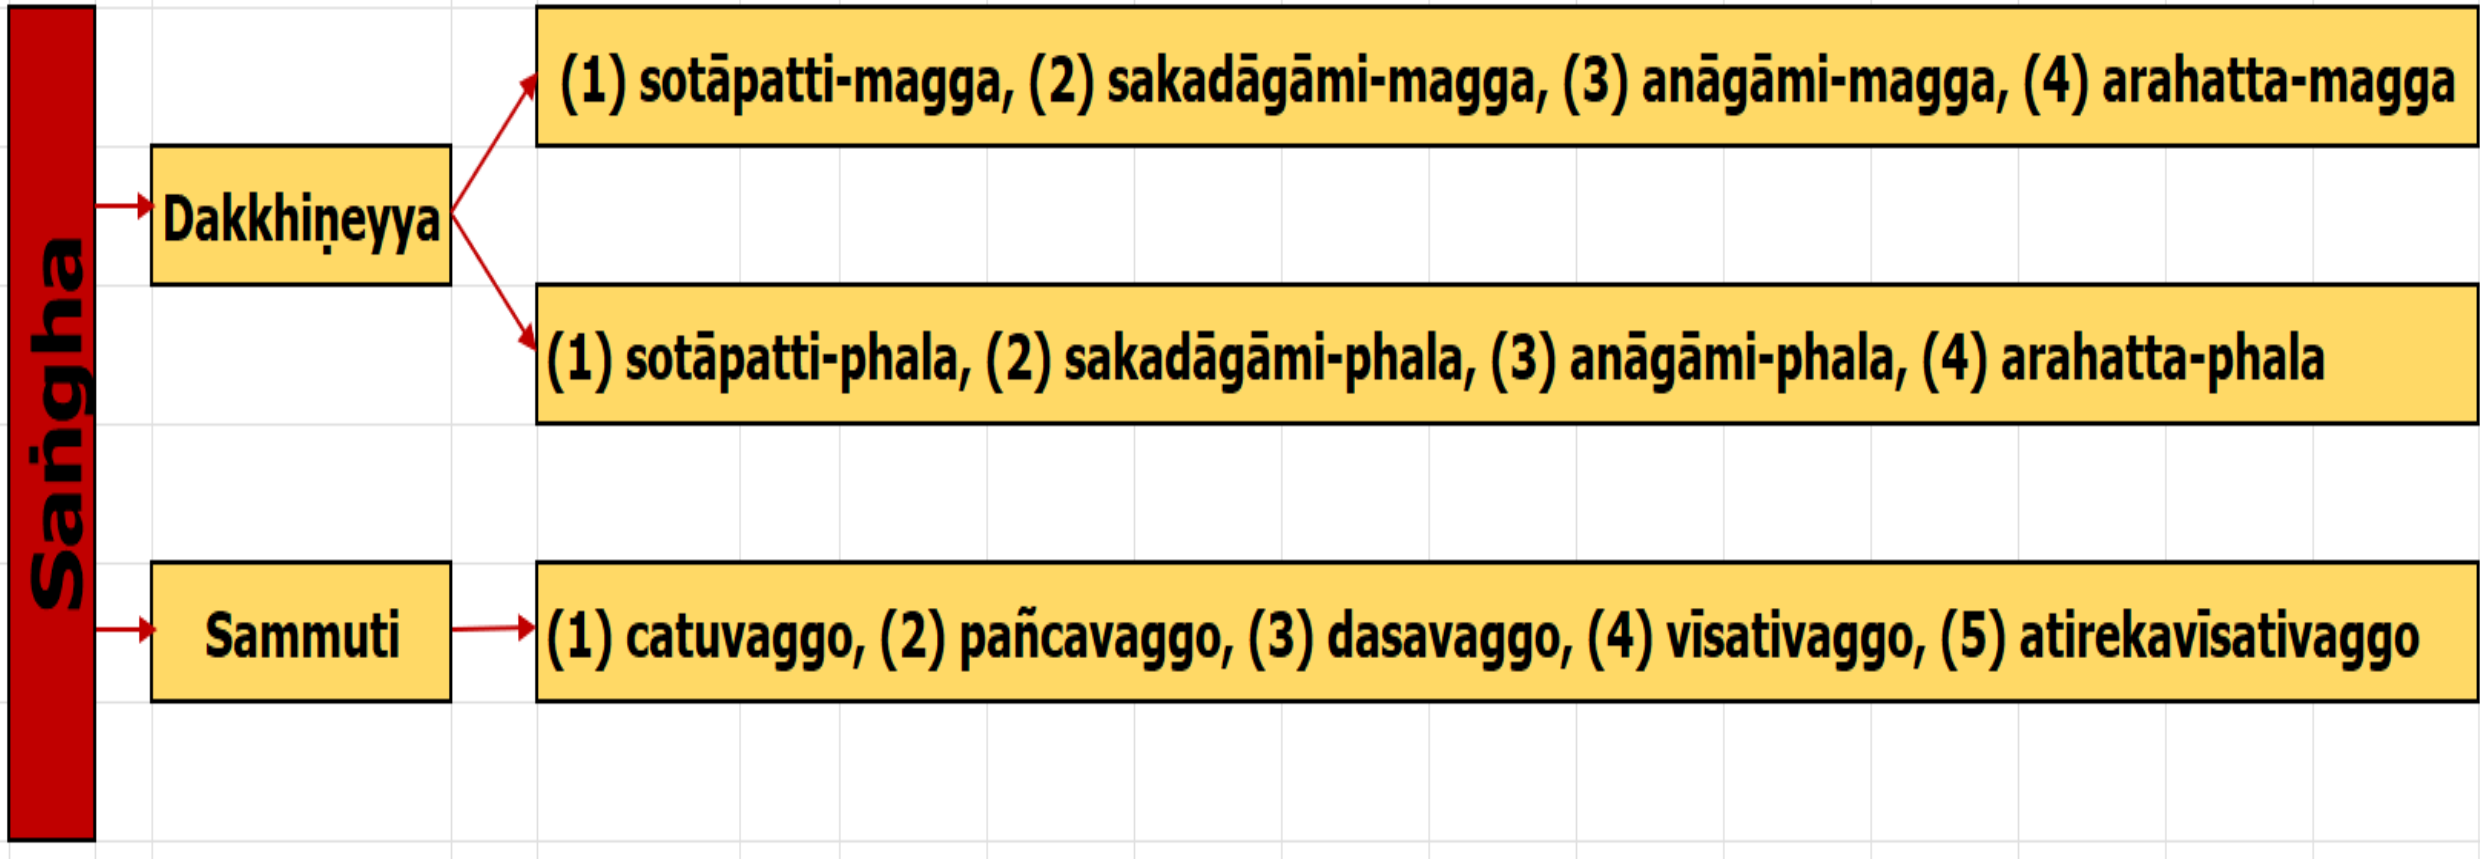 Saṅgha
(1) sotāpatti-magga, (2) sakadāgāmi-magga, (3) anāgāmi-magga, (4) arahatta-magga
Dakkhiṇeyya
(1) sotāpatti-phala, (2) sakadāgāmi-phala, (3) anāgāmi-phala, (4) arahatta-phala
Sammuti
(1) catuvaggo, (2) pañcavaggo, (3) dasavaggo, (4) vīsativaggo, (5) atirekavīsativaggo